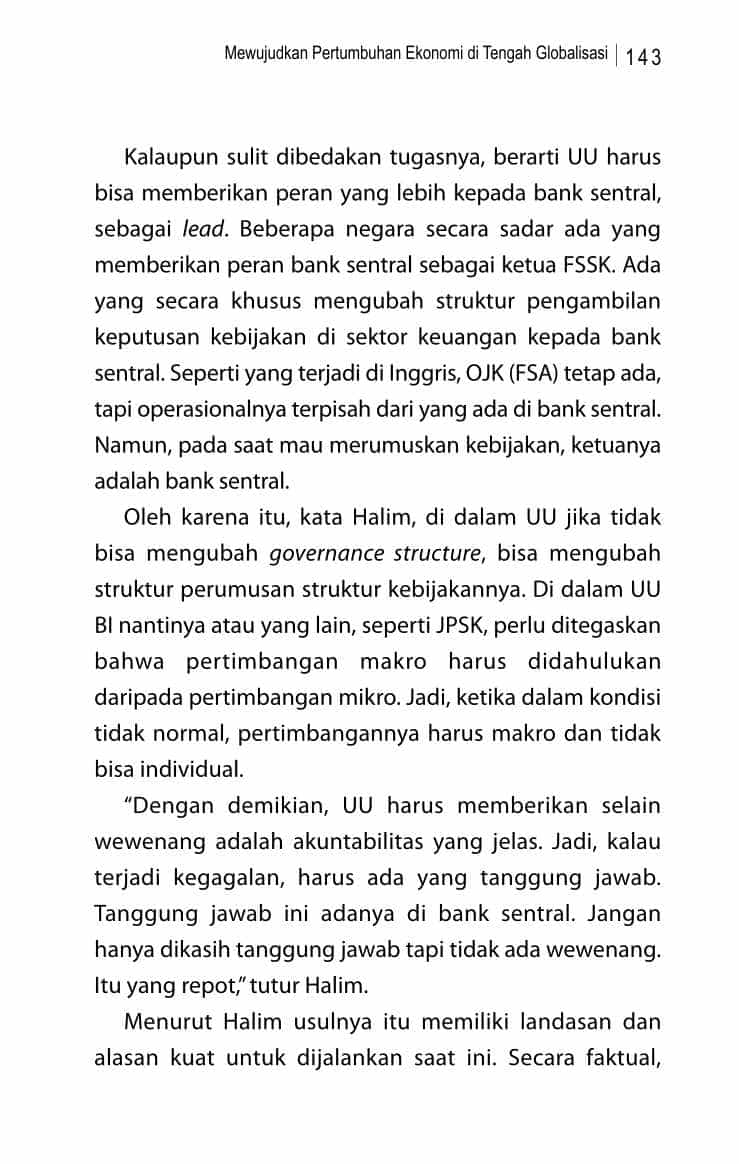 Mewujudkan Pertumbuhan Ekonomi di Tengah Globalisasi | 143
Kalaupun sulit dibedakan tugasnya, berarti UU harus
bisa memberikan peran yang lebih kepada bank sentral,
sebagai lead. Beberapa negara secara sadar ada yang
memberikan peran bank sentral sebagai ketua FSSK. Ada
yang secara khusus mengubah struktur pengambilan
keputusan kebijakan di sektor keuangan kepada bank
sentral. Seperti yang terjadi di Inggris, OJK (FSA) tetap ada,
tapi operasionalnya terpisah dari yang ada di bank sentral.
Namun, pada saat mau merumuskan kebijakan, ketuanya
adalah bank sentral.
Oleh karena itu, kata Halim, di dalam UU jika tidak
bisa mengubah governance structure, bisa mengubah
struktur perumusan struktur kebijakannya. Di dalam UU
BI nantinya atau yang lain, seperti JPSK, perlu ditegaskan
bahwa pertimbangan makro harus didahulukan
daripada pertimbangan mikro. Jadi, ketika dalam kondisi
tidak normal, pertimbangannya harus makro dan tidak
bisa individual.
“Dengan demikian, UU harus memberikan selain
wewenang adalah akuntabilitas yang jelas. Jadi, kalau
terjadi kegagalan, harus ada yang tanggung jawab.
Tanggung jawab ini adanya di bank sentral. Jangan
hanya dikasih tanggung jawab tapi tidak ada wewenang.
Itu yang repot,” tutur Halim.
Menurut Halim usulnya itu memiliki landasan dan
alasan kuat untuk dijalankan saat ini. Secara faktual,